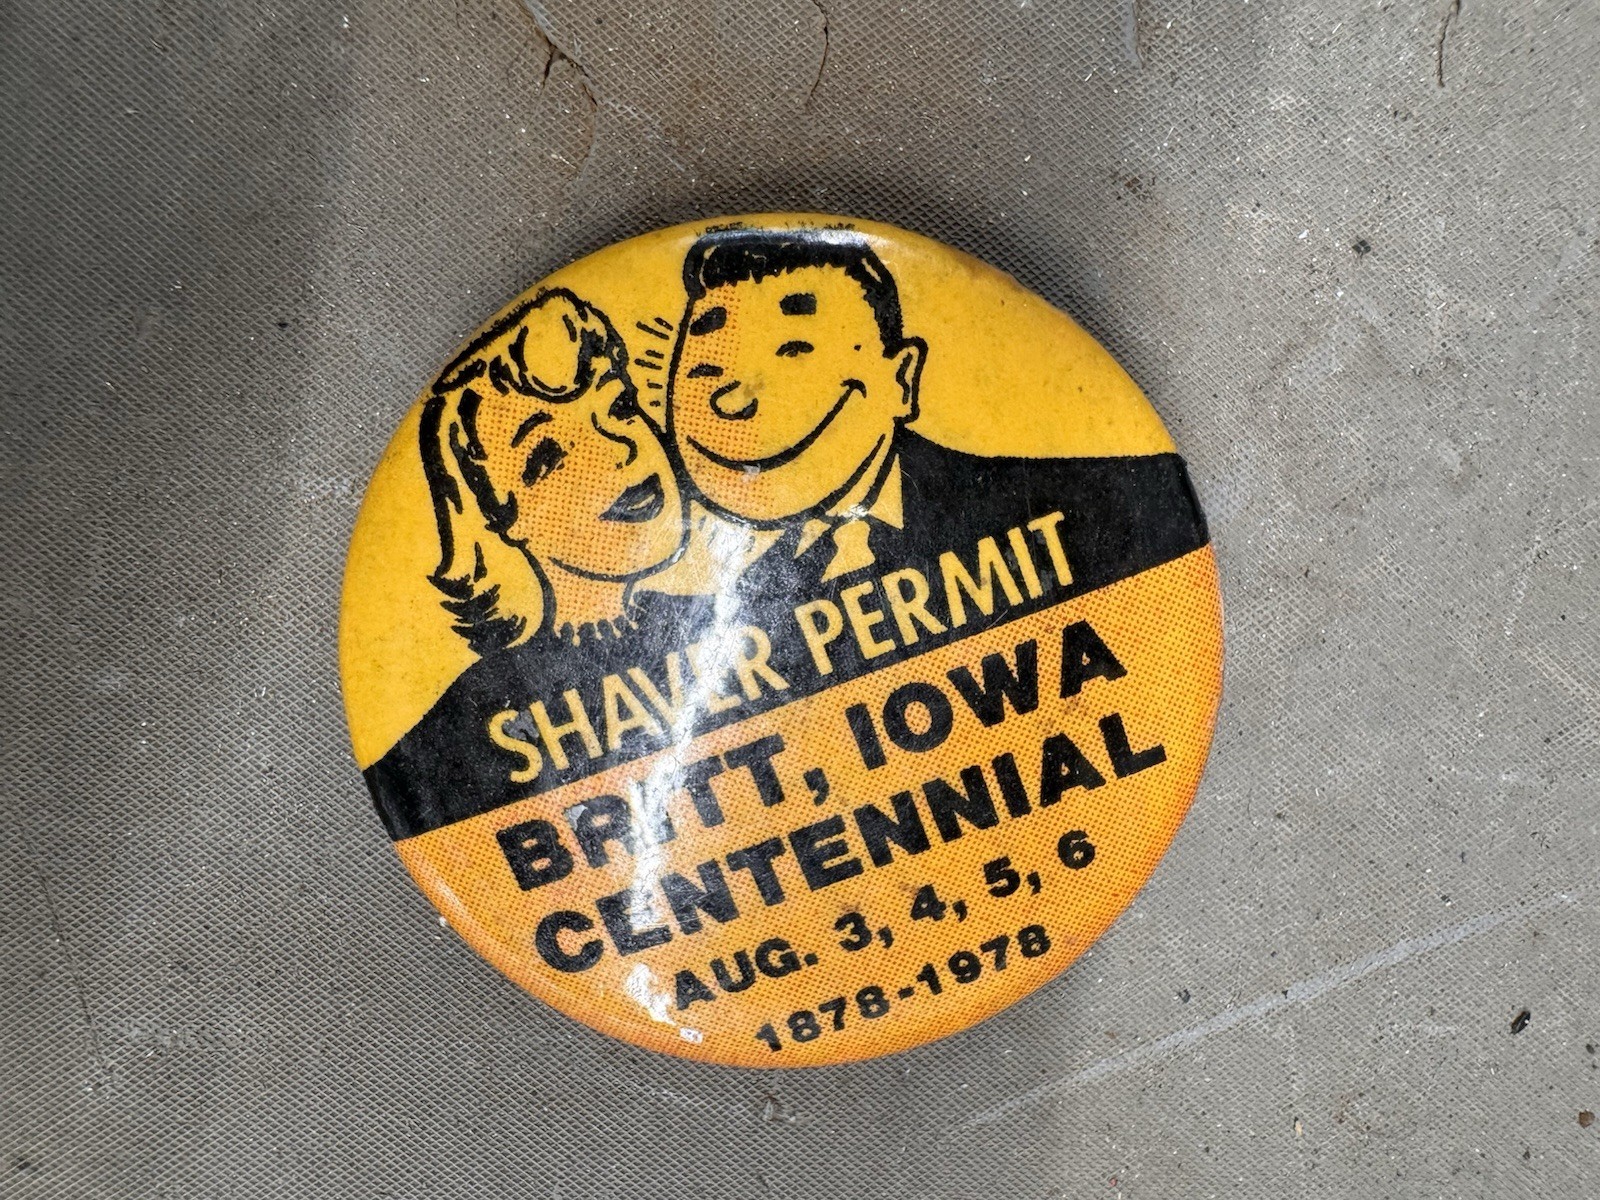 SHAVER PERMIT
BRITT, IOWA
CENTENNIAL
AUG. 3, 4, 5, 6
1878-1978